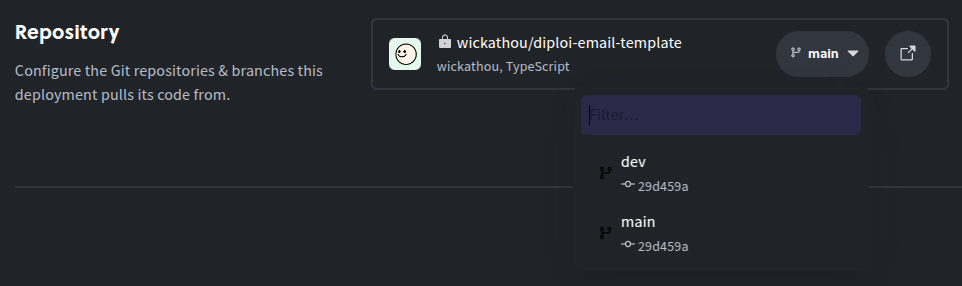 Repository
Configure the Git repositories & branches this
deployment pulls its code from.
wickathou/diploi-email-template
wickathou, TypeScript
main
Filter...
dev
29d459a
main
29d459a